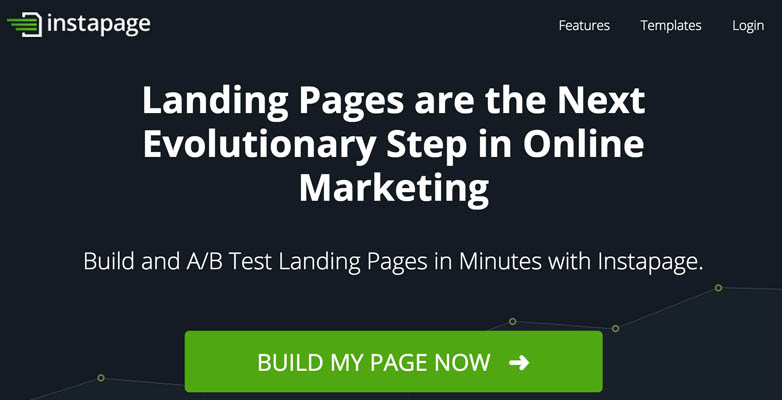 instapage
Features Templates Login
Landing Pages are the Next
Evolutionary Step in Online
Marketing
Build and A/B Test Landing Pages in Minutes with Instapage.
BUILD MY PAGE NOW ➜